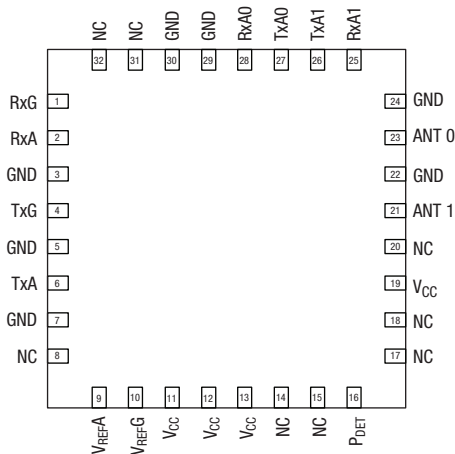 NC
NC
GND
GND
RxA0
TxA0
TxA1
RxA1
32
31
30
29
28
27
26
25
RxG 1
RxA 2
GND 3
TxG 4
GND 5
TxA 6
GND 7
NC 8
24 GND
23 ANT 0
22 GND
21 ANT 1
20 NC
19 VCC
18 NC
17 NC
9
10
11
12
13
14
15
16
VREFA
VREFG
VCC
VCC
VCC
NC
NC
PDET